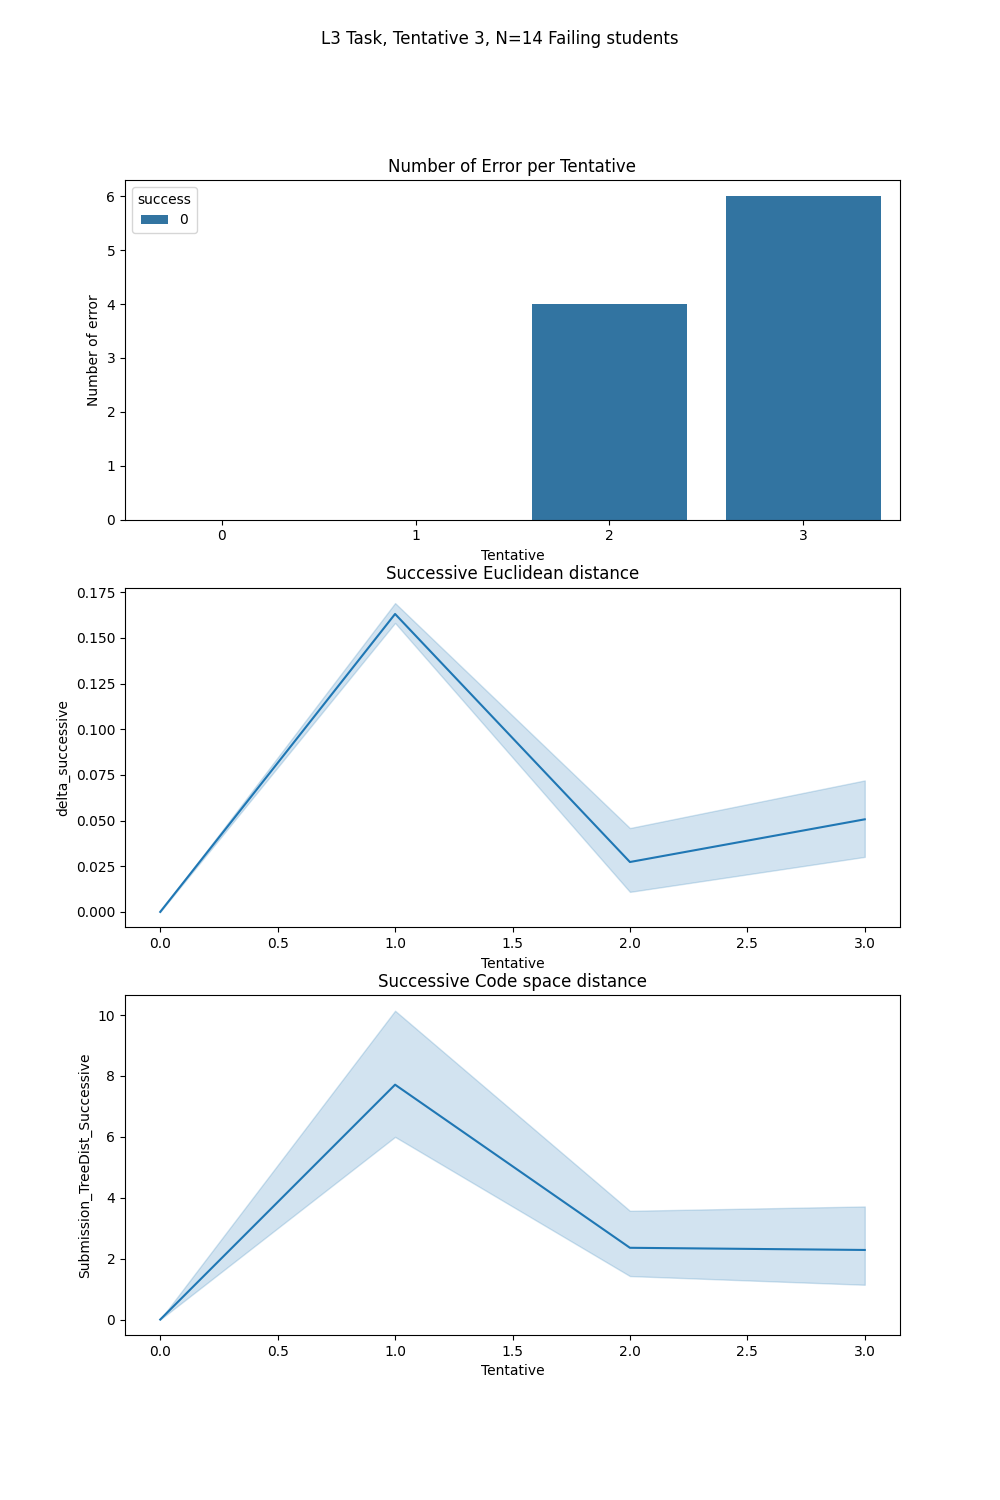 L3 Task, Tentative 3, N=14 Failing students
Number of Error per Tentative
success
0
6
5
4
3
2
1
0
Number of error
0 1 2 3
Tentative
Successive Euclidean distance
0.175
0.150
0.125
0.100
0.075
0.050
0.025
0.000
delta_successive
0.0 0.5 1.0 1.5 2.0 2.5 3.0
Tentative
Successive Code space distance
10
8
6
4
2
0
Submission_TreeDist_Successive
0.0 0.5 1.0 1.5 2.0 2.5 3.0
Tentative